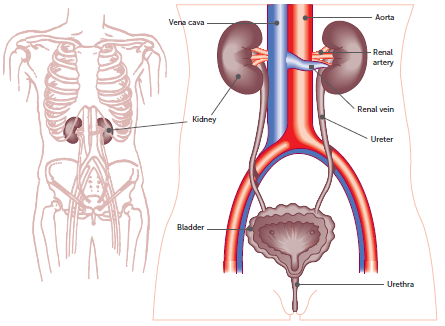 Vena cava
Aorta
Renal
artery
Renal vein
Kidney
Ureter
Bladder
Urethra